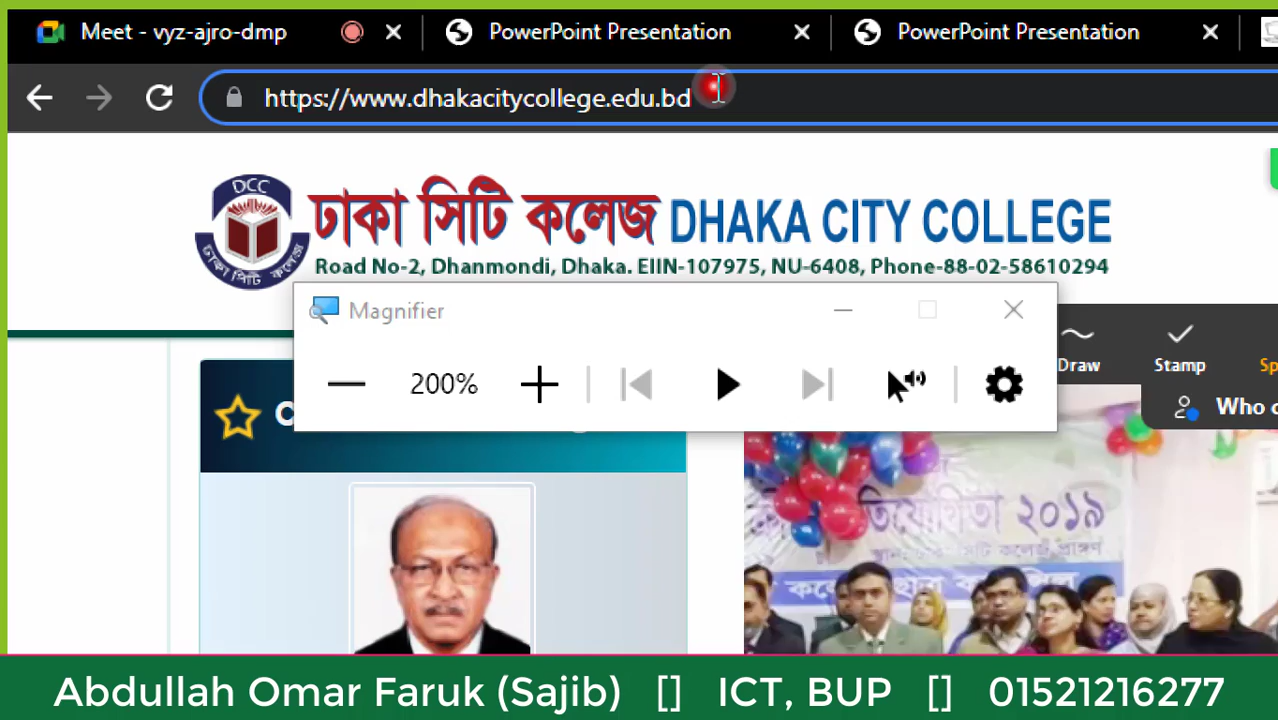 Meet - vyz-ajro-dmp
PowerPoint Presentation
PowerPoint Presentation
https://www.dhakacitycollege.edu.bd
DCC
ঢাকা সিটি কলেজ
ঢাকা সিটি কলেজ DHAKA CITY COLLEGE
Road No-2, Dhanmondi, Dhaka. EIIN-107975, NU-6408, Phone-88-02-58610294
Magnifier
200%
Draw
Stamp
Who
তিযোগিতা ২০১৯
Abdullah Omar Faruk (Sajib) [] ICT, BUP [] 01521216277